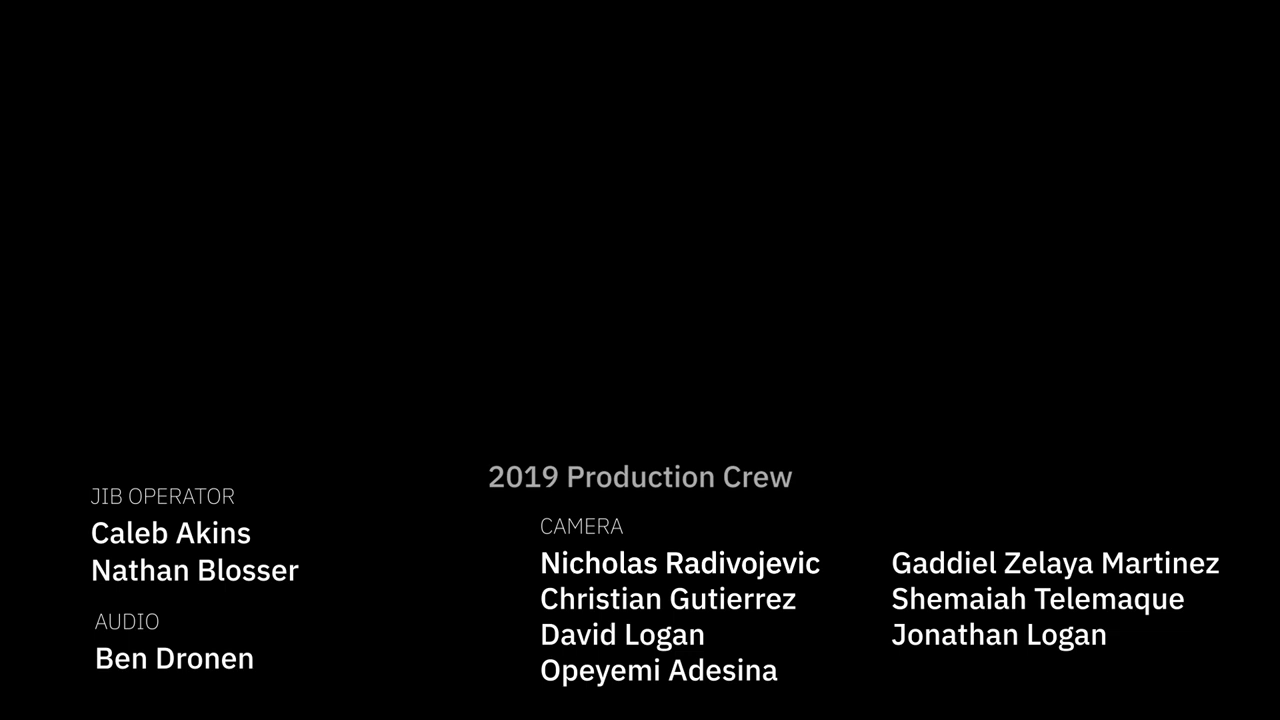 2019 Production Crew
JIB OPERATOR
Caleb Akins
Nathan Blosser
AUDIO
Ben Dronen
CAMERA
Nicholas Radivojevic
Christian Gutierrez
David Logan
Opeyemi Adesina
Gaddiel Zelaya Martinez
Shemaiah Telemaque
Jonathan Logan